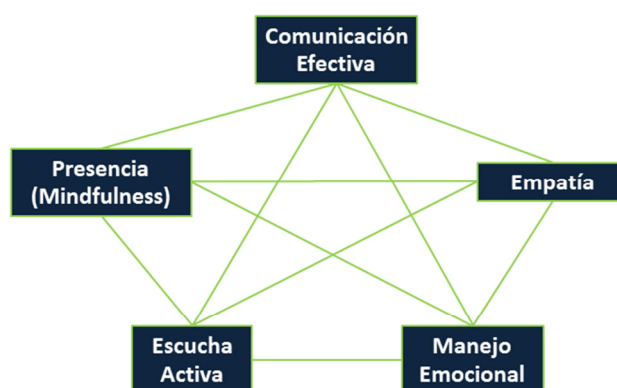 Comunicación
Efectiva
Presencia
(Mindfulness)
Empatía
Escucha
Activa
Manejo
Emocional